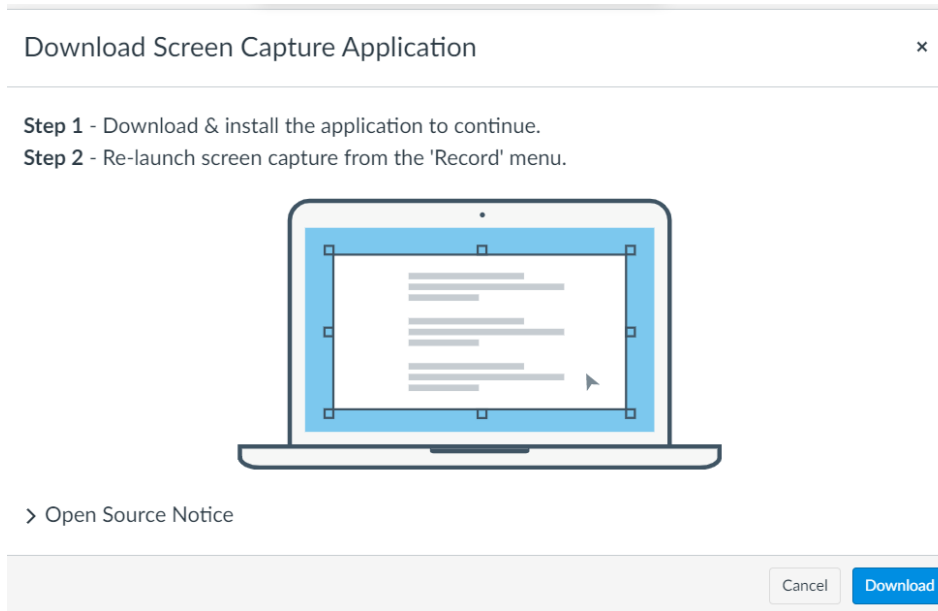 Download Screen Capture Application
×
Step 1 - Download & install the application to continue.
Step 2 - Re-launch screen capture from the 'Record' menu.
> Open Source Notice
Cancel
Download